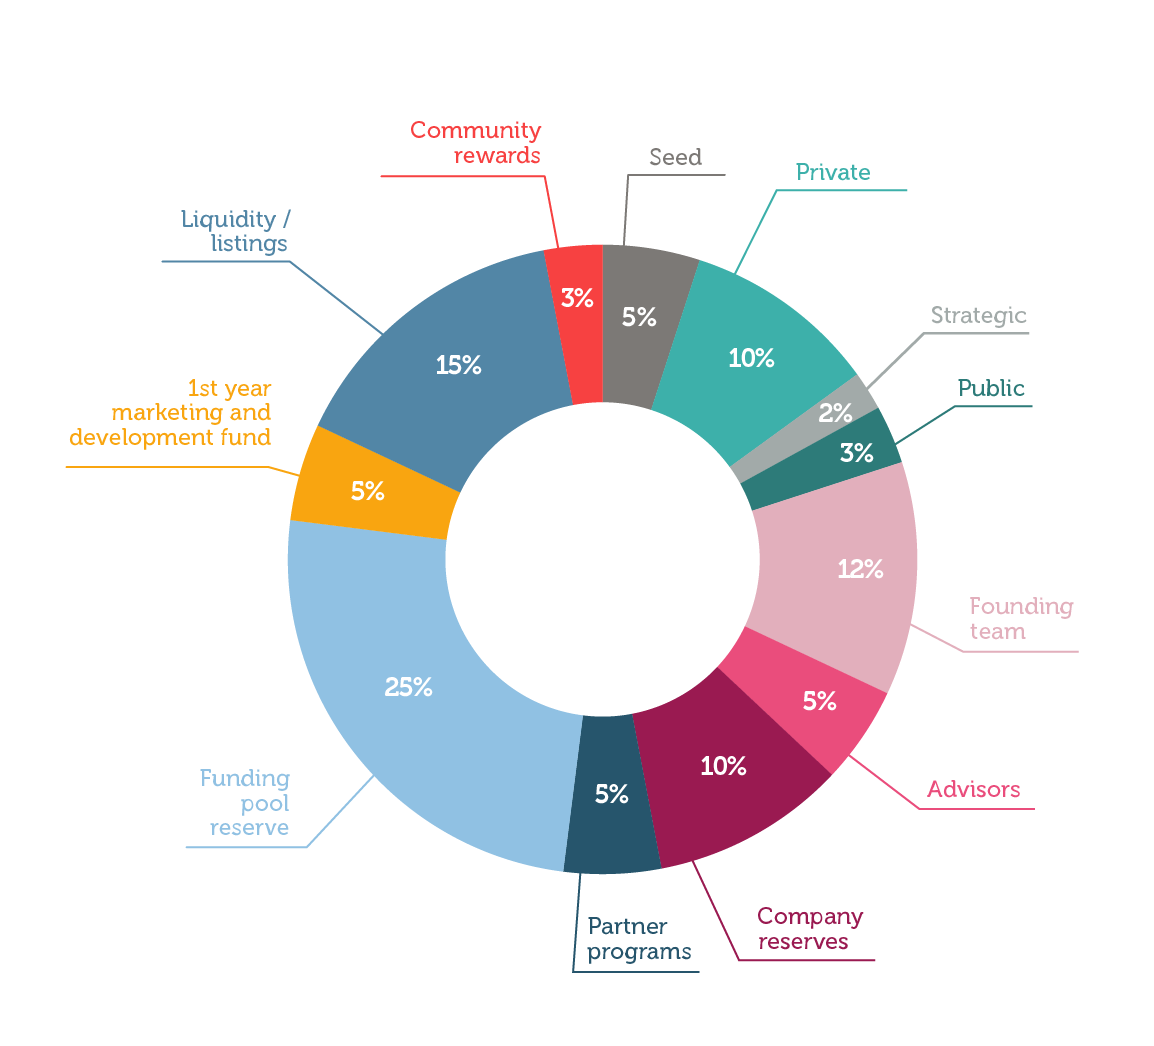 Community
rewards
3%
Seed
5%
Private
10%
Strategic
2%
Public
3%
Founding
team
12%
Advisors
5%
Company
reserves
10%
Partner
programs
5%
Funding
pool
reserve
25%
1st year
marketing and
development fund
5%
Liquidity /
listings
15%